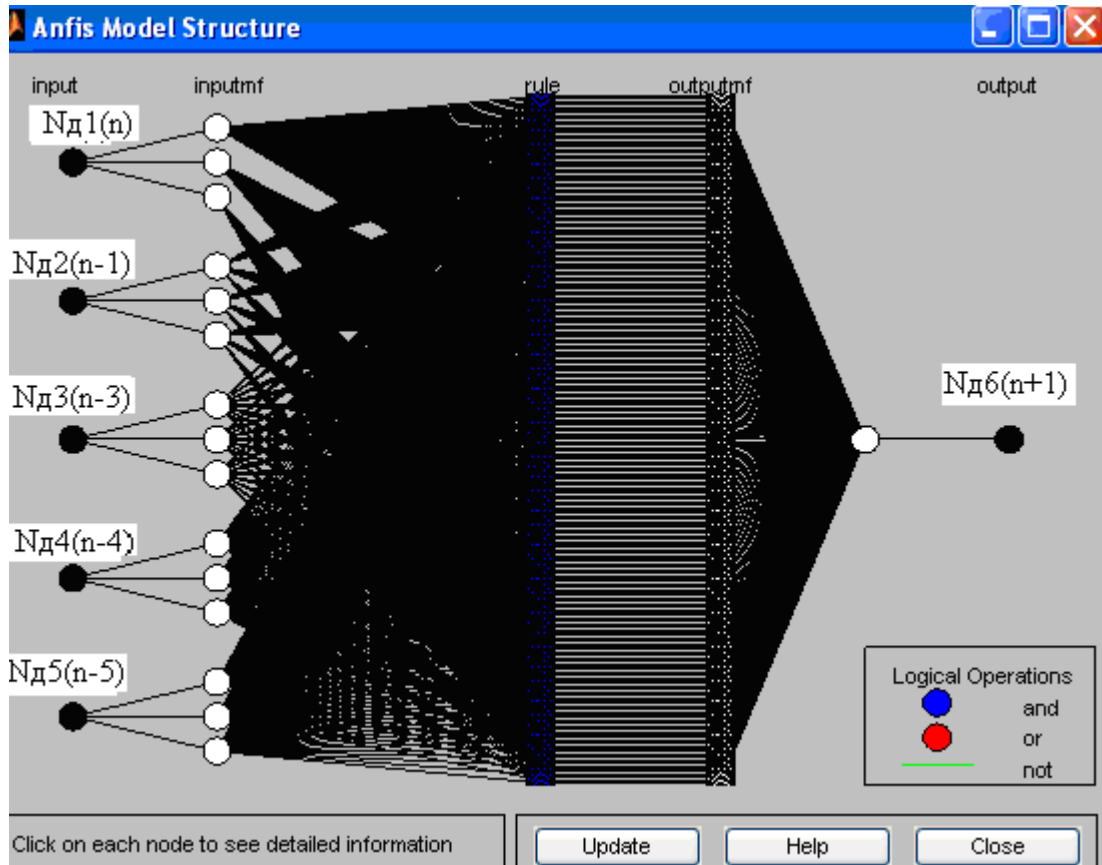 Anfis Model Structure
input inputmf rule outputmf output
Nд1(n)
Nд2(n-1)
Nд3(n-3)
Nд6(n+1)
Nд4(n-4)
Nд5(n-5)
Logical Operations
and
or
not
Click on each node to see detailed information
Update Help Close